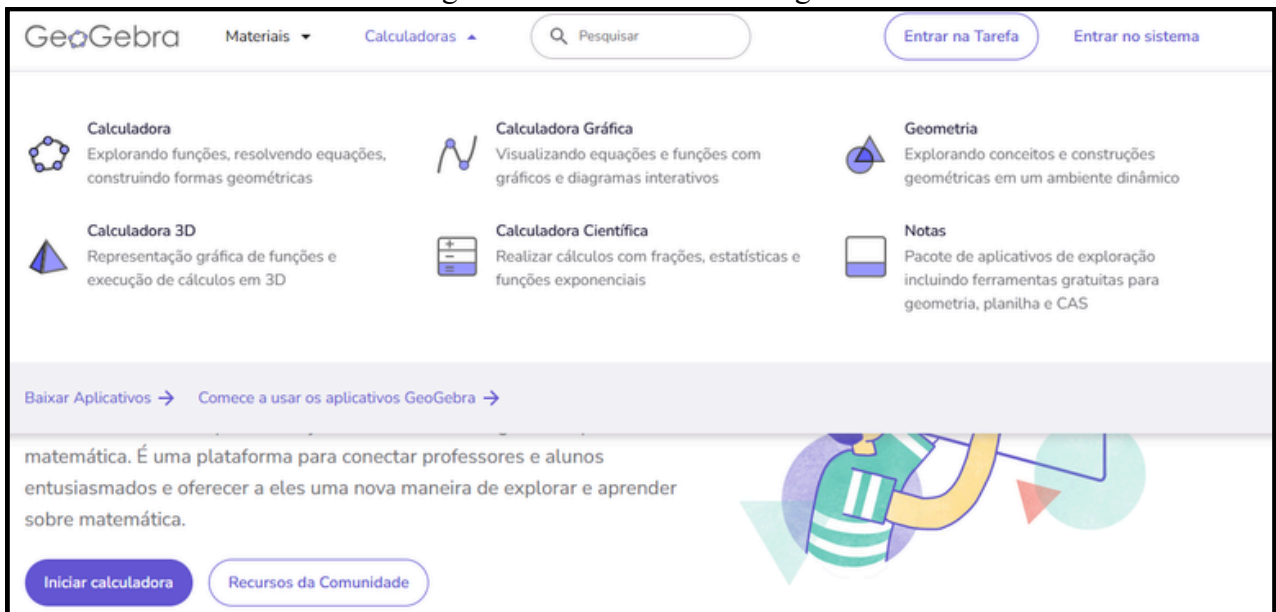 GeoGebra
Materiais
Calculadoras
Pesquisar
Entrar na Tarefa
Entrar no sistema
Calculadora
Explorando funções, resolvendo equações,
construindo formas geométricas
Calculadora Gráfica
Visualizando equações e funções com
gráficos e diagramas interativos
Geometria
Explorando conceitos e construções
geométricas em um ambiente dinâmico
Calculadora 3D
Representação gráfica de funções e
execução de cálculos em 3D
Calculadora Científica
Realizar cálculos com frações, estatísticas e
funções exponenciais
Notas
Pacote de aplicativos de exploração
incluindo ferramentas gratuitas para
geometria, planilha e CAS
Baixar Aplicativos →
Comece a usar os aplicativos GeoGebra →
matemática. É uma plataforma para conectar professores e alunos
entusiasmados e oferecer a eles uma nova maneira de explorar e aprender
sobre matemática.
Iniciar calculadora
Recursos da Comunidade